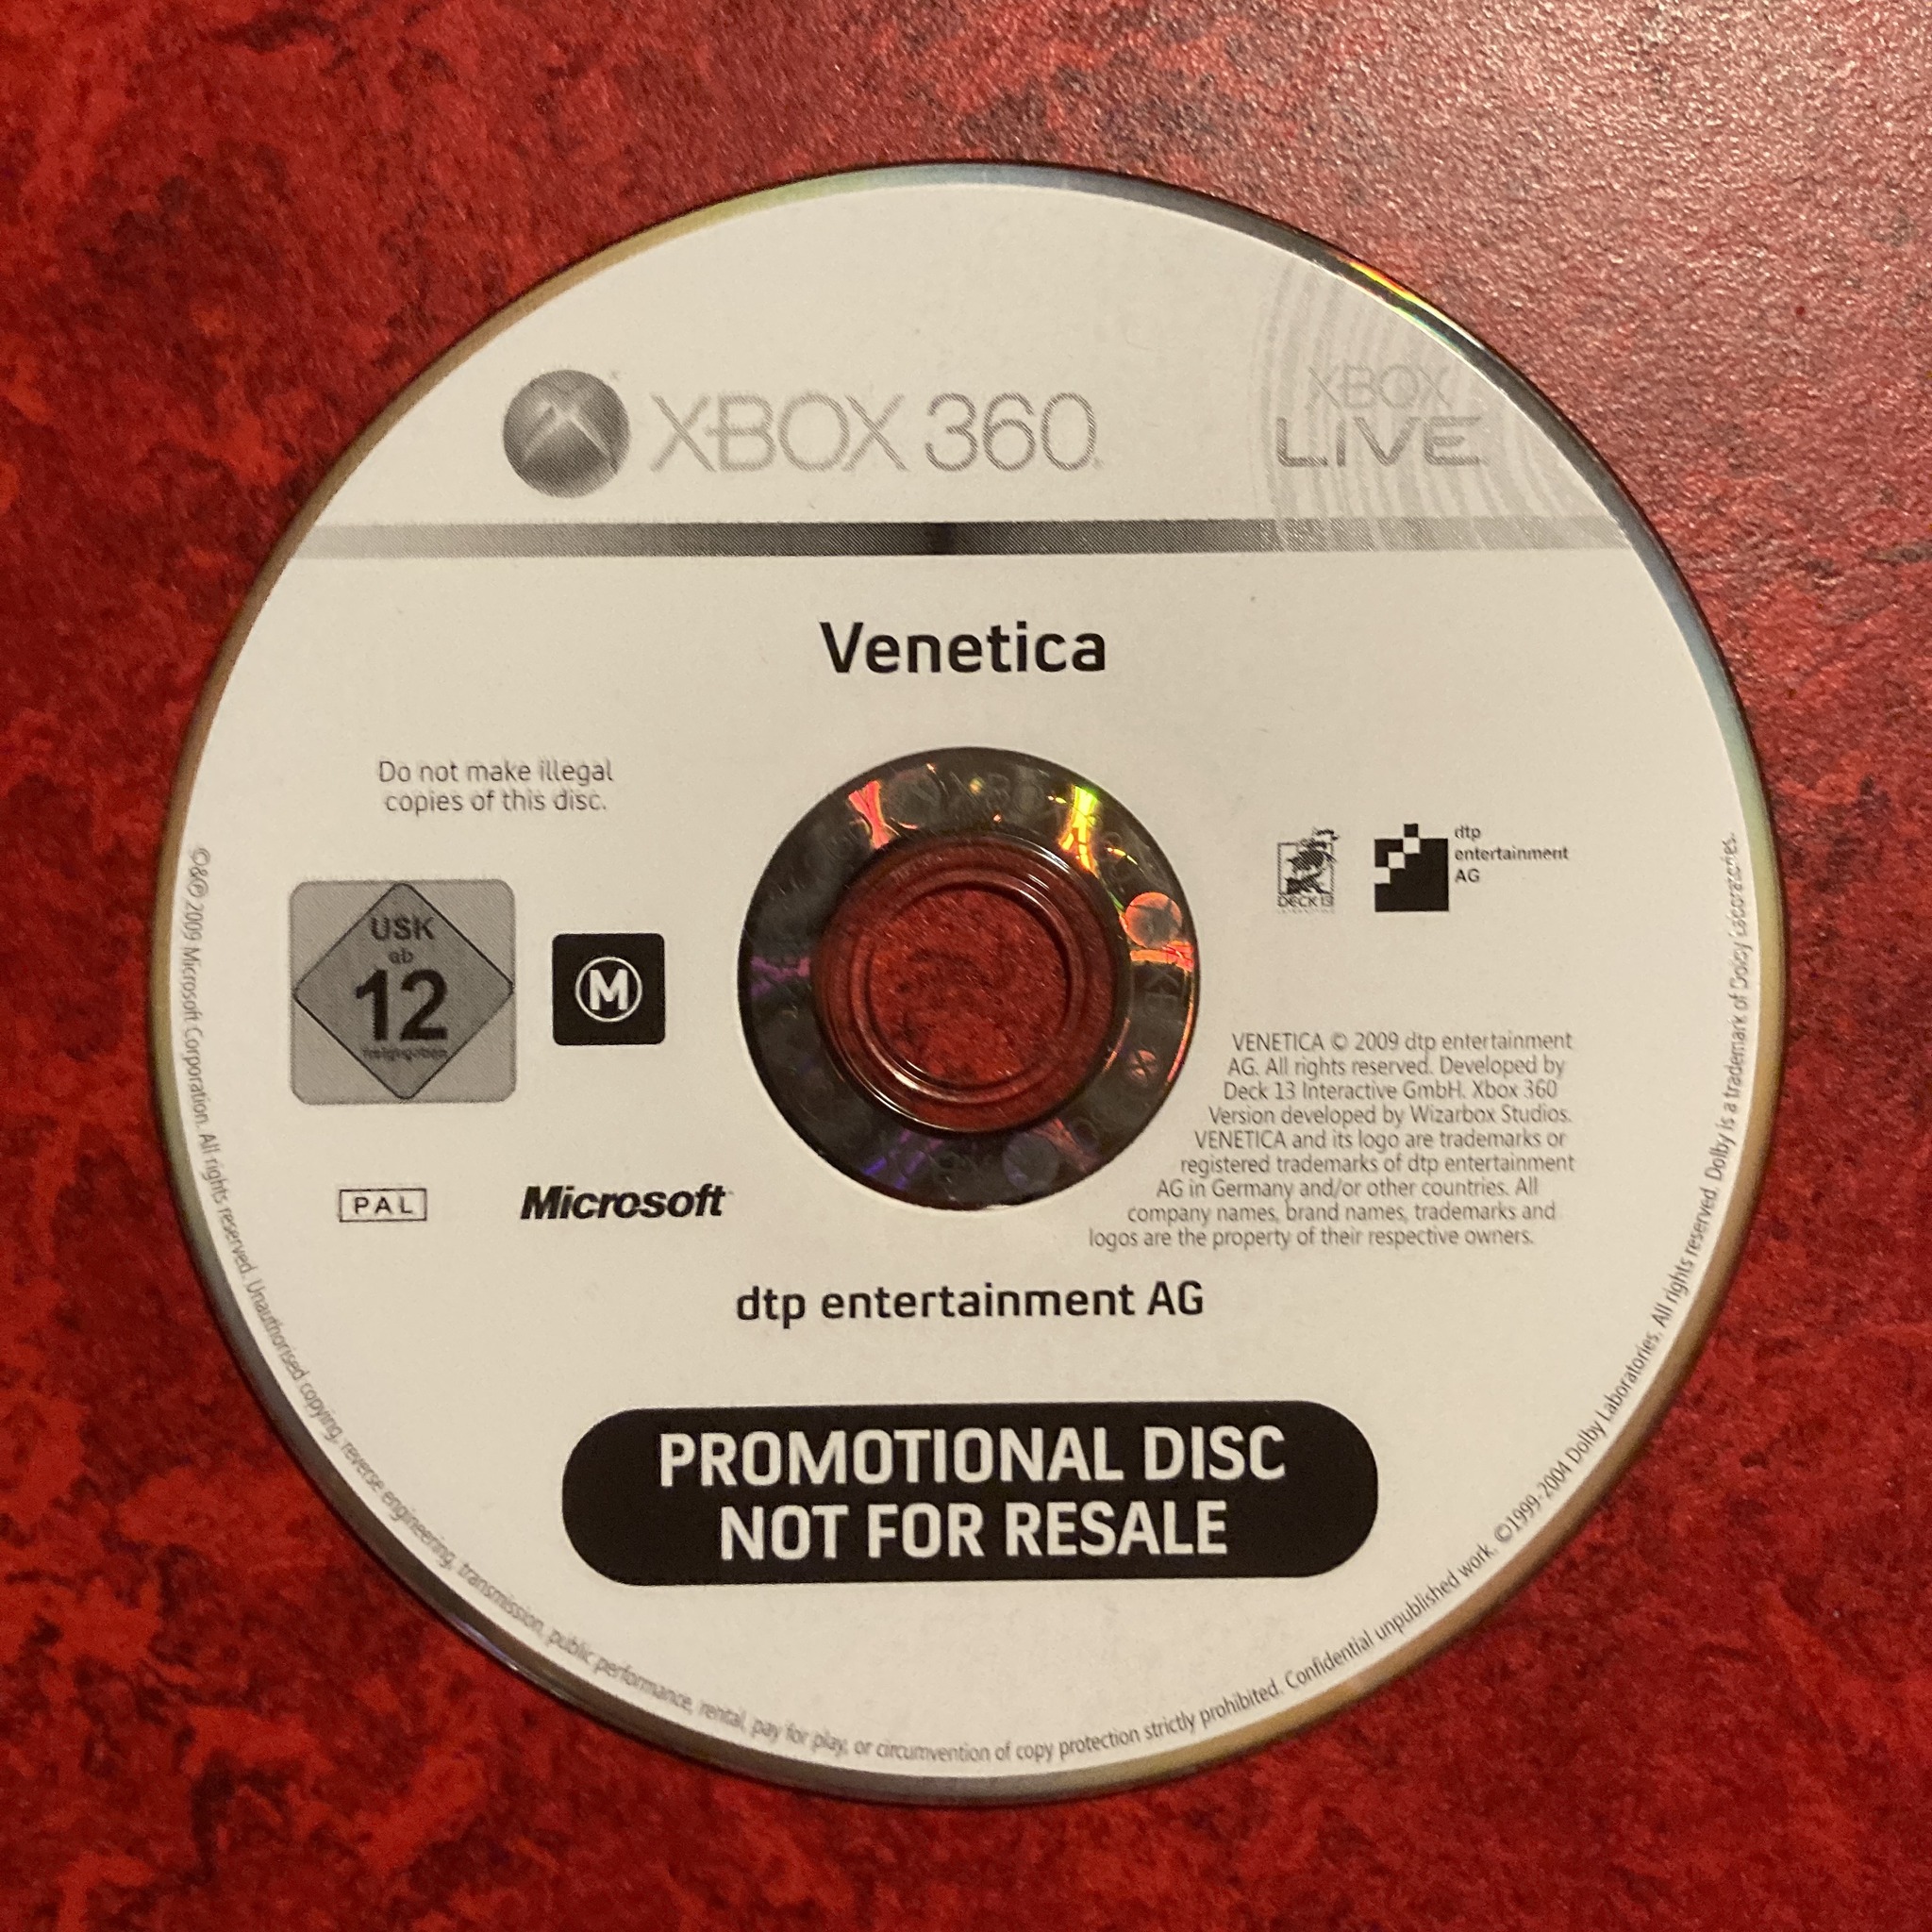 XBOX 360
XBOX
LIVE
Venetica
Do not make illegal
copies of this disc.
USK
ab
12
freigegeben
M
DECK13
dtp
entertainment
AG
VENETICA © 2009 dtp entertainment
AG. All rights reserved. Developed by
Deck 13 Interactive GmbH. Xbox 360
Version developed by Wizarbox Studios.
VENETICA and its logo are trademarks or
registered trademarks of dtp entertainment
AG in Germany and/or other countries. All
company names, brand names, trademarks and
logos are the property of their respective owners.
PAL
Microsoft
dtp entertainment AG
PROMOTIONAL DISC
NOT FOR RESALE
©&℗ 2009 Microsoft Corporation. All rights reserved. Unauthorised copying, reverse engineering, transmission, public performance, rental, pay for play, or circumvention of copy protection strictly prohibited. Confidential unpublished work. ©1999-2004 Dolby Laboratories. All rights reserved. Dolby is a trademark of Dolby Laboratories.